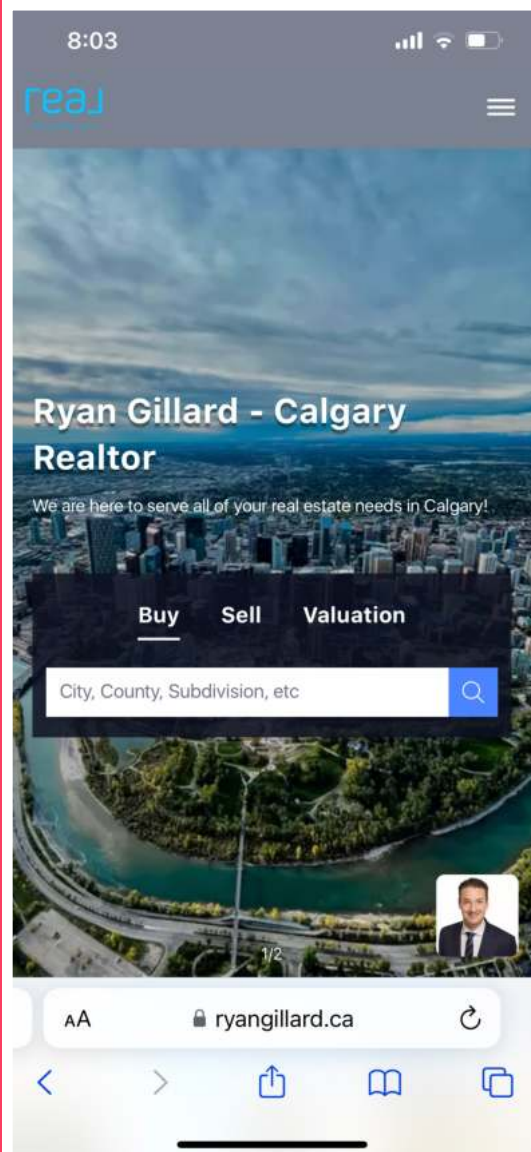 8:03
real
Ryan Gillard - Calgary
Realtor
We are here to serve all of your real estate needs in Calgary!
Buy Sell Valuation
City, County, Subdivision, etc
1/2
AA ryangillard.ca